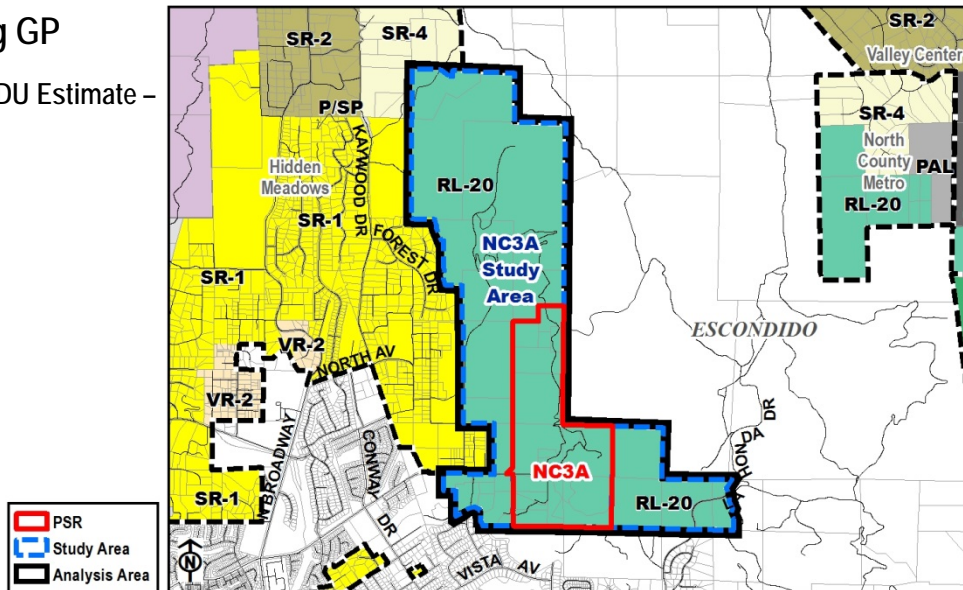 g GP
DU Estimate –
SR-2
SR-4
SR-2
Valley Center
P/SP
SR-4
KAYWOOD DR
Hidden
Meadows
RL-20
North
County
Metro
PAL
SR-1
RL-20
FOREST DR
NC3A
Study
Area
SR-1
ESCONDIDO
VR-2
NORTH AV
VR-2
N BROADWAY
CONWAY DR
LA HONDA DR
NC3A
SR-1
RL-20
VISTA AV
PSR
Study Area
Analysis Area
N